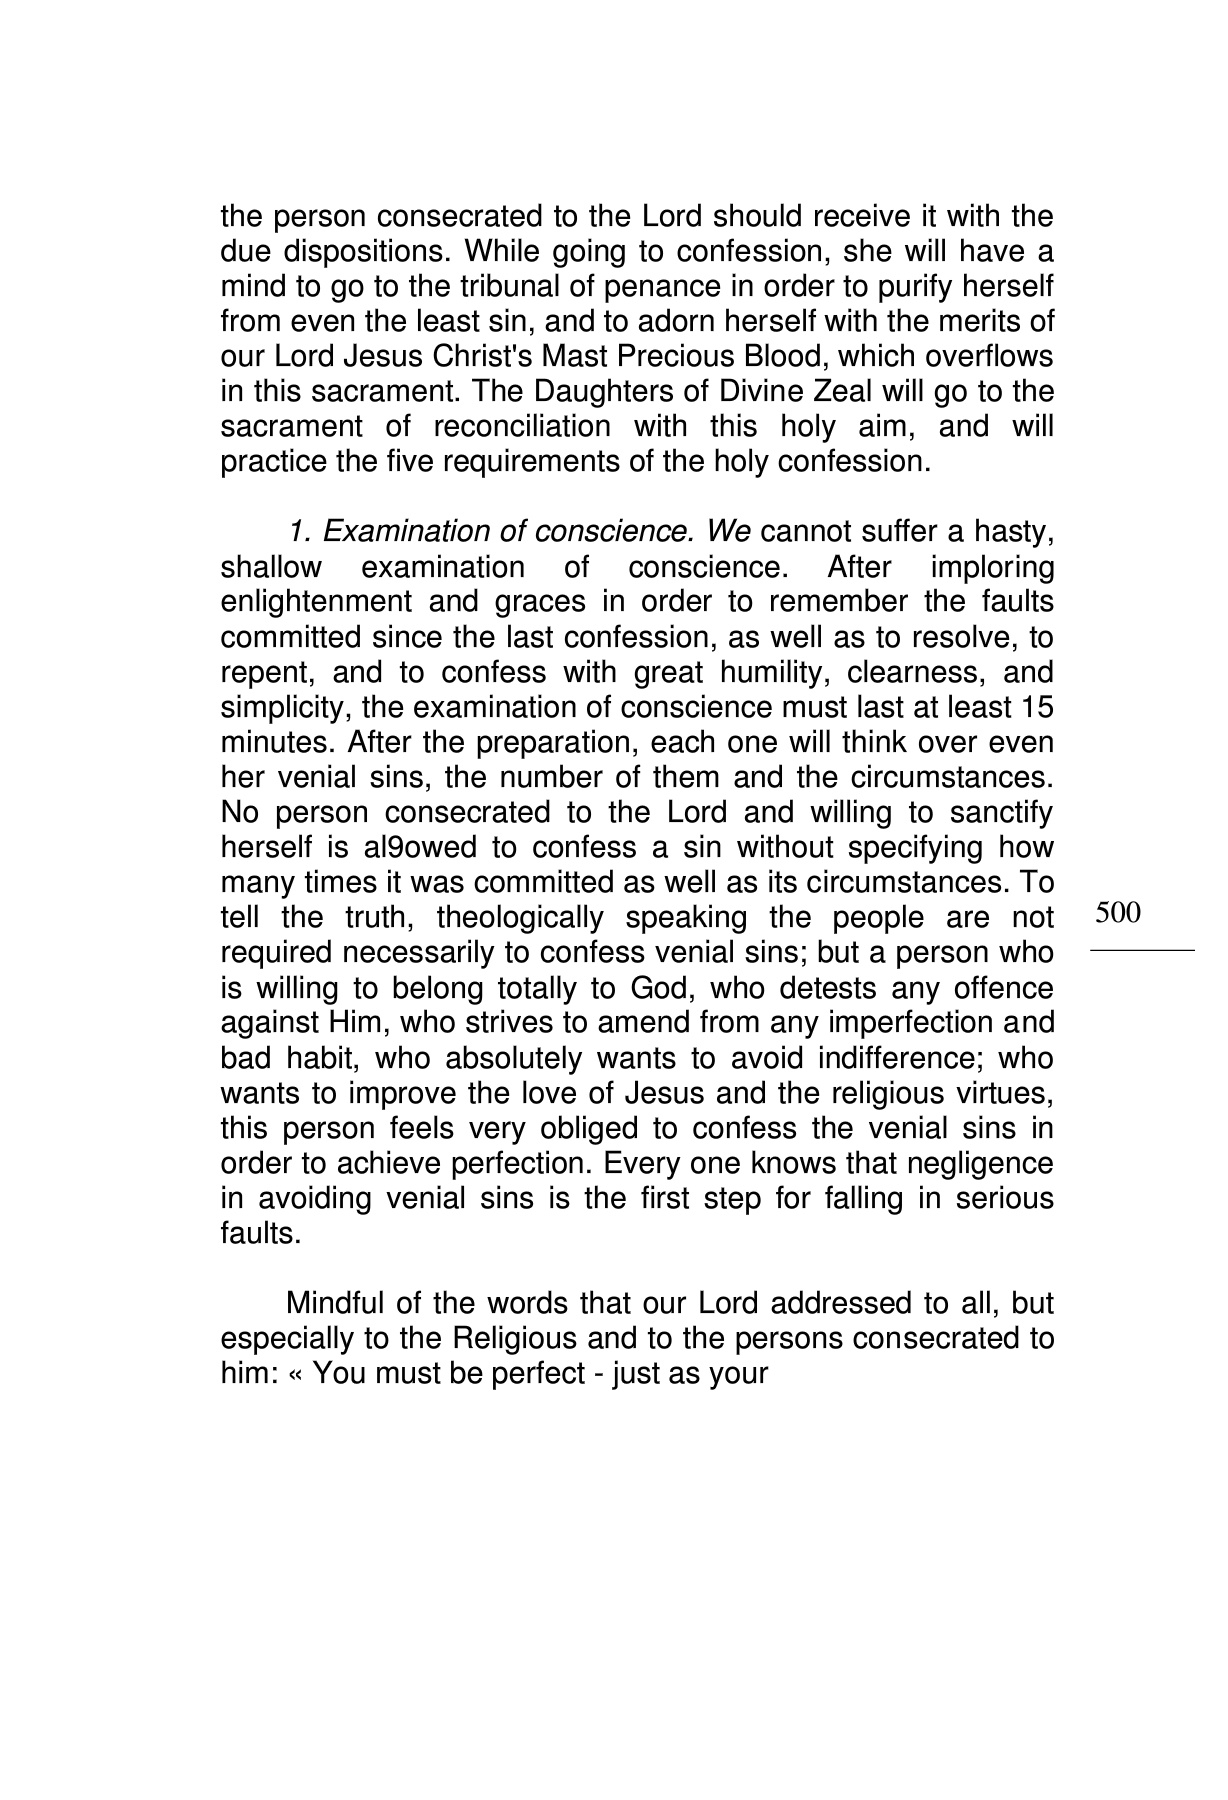 the person consecrated to the Lord should receive it with the
due dispositions. While going to confession, she will have a
mind to go to the tribunal of penance in order to purify herself
from even the least sin, and to adorn herself with the merits of
our Lord Jesus Christ's Mast Precious Blood, which overflows
in this sacrament. The Daughters of Divine Zeal will go to the
sacrament of reconciliation with this holy aim, and will
practice the five requirements of the holy confession.
1. Examination of conscience. We cannot suffer a hasty,
shallow examination of conscience. After imploring
enlightenment and graces in order to remember the faults
committed since the last confession, as well as to resolve, to
repent, and to confess with great humility, clearness, and
simplicity, the examination of conscience must last at least 15
minutes. After the preparation, each one will think over even
her venial sins, the number of them and the circumstances.
No person consecrated to the Lord and willing to sanctify
herself is al9owed to confess a sin without specifying how
many times it was committed as well as its circumstances. To
tell the truth, theologically speaking the people are not
required necessarily to confess venial sins; but a person who
is willing to belong totally to God, who detests any offence
against Him, who strives to amend from any imperfection and
bad habit, who absolutely wants to avoid indifference; who
wants to improve the love of Jesus and the religious virtues,
this person feels very obliged to confess the venial sins in
order to achieve perfection. Every one knows that negligence
in avoiding venial sins is the first step for falling in serious
faults.
Mindful of the words that our Lord addressed to all, but
especially to the Religious and to the persons consecrated to
him: « You must be perfect - just as your
500